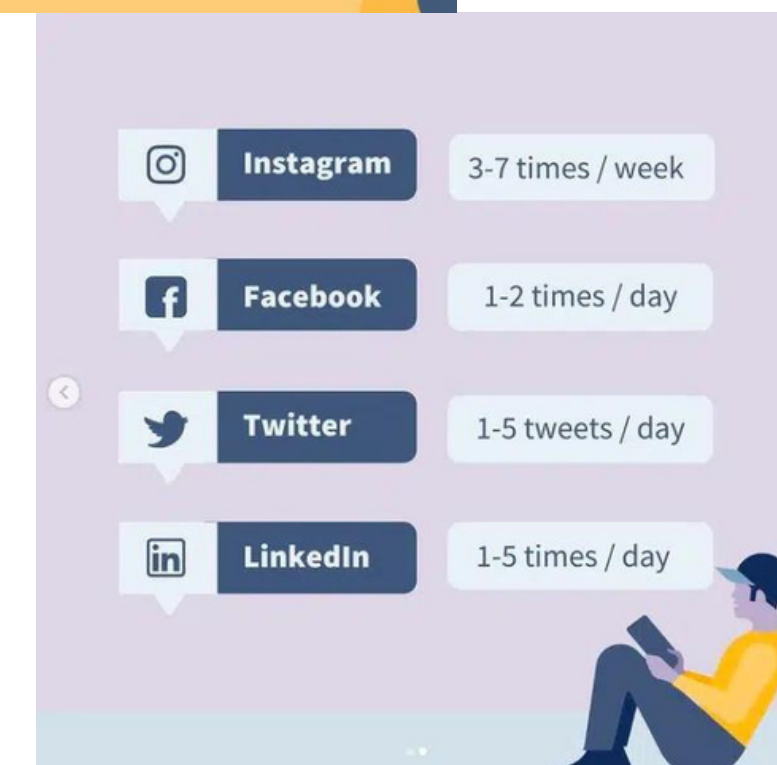 Instagram 3-7 times / week
Facebook 1-2 times / day
Twitter 1-5 tweets / day
in LinkedIn 1-5 times / day